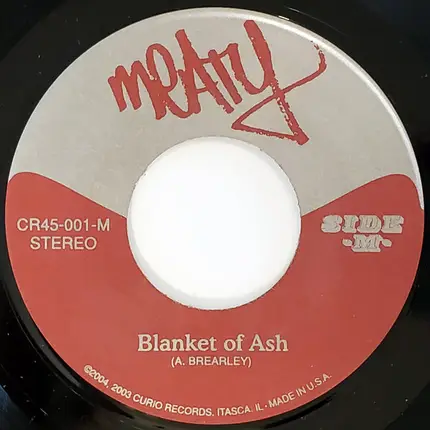 meAty
CR45-001-M
STEREO
SIDE
-M-
Blanket of Ash
(A. BREARLEY)
©2004, 2003 CURIO RECORDS, ITASCA, IL - MADE IN U.S.A.